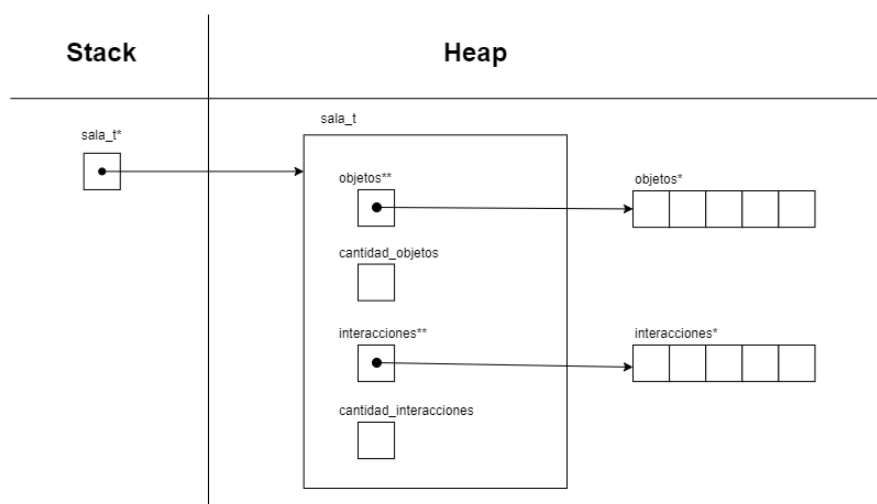 Stack
Heap
sala_t
sala_t*
objetos**
objetos*
cantidad_objetos
interacciones**
interacciones*
cantidad_interacciones